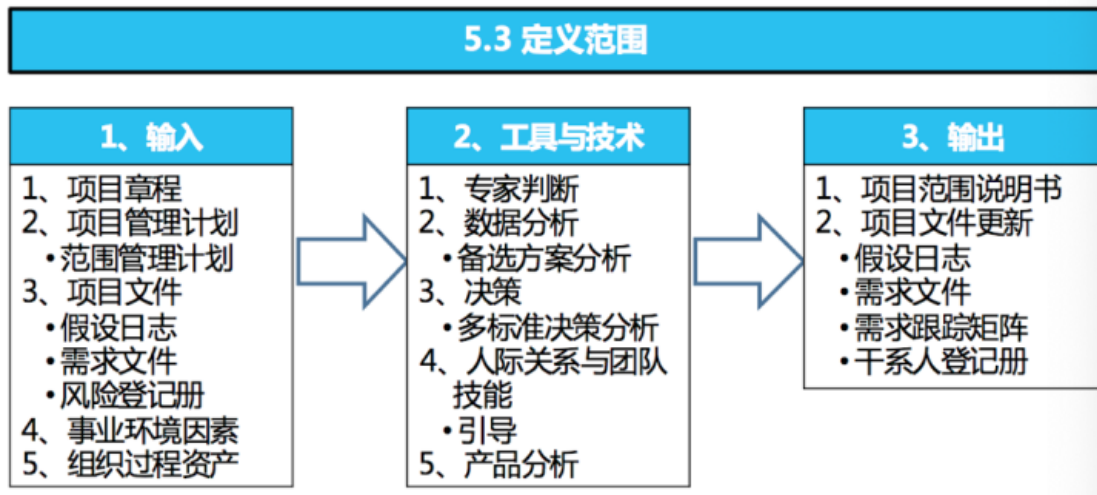 5.3 定义范围
1、输入
1、项目章程
2、项目管理计划
•范围管理计划
3、项目文件
•假设日志
•需求文件
•风险登记册
4、事业环境因素
5、组织过程资产
2、工具与技术
1、专家判断
2、数据分析
•备选方案分析
3、决策
•多标准决策分析
4、人际关系与团队
技能
•引导
5、产品分析
3、输出
1、项目范围说明书
2、项目文件更新
•假设日志
•需求文件
•需求跟踪矩阵
•干系人登记册